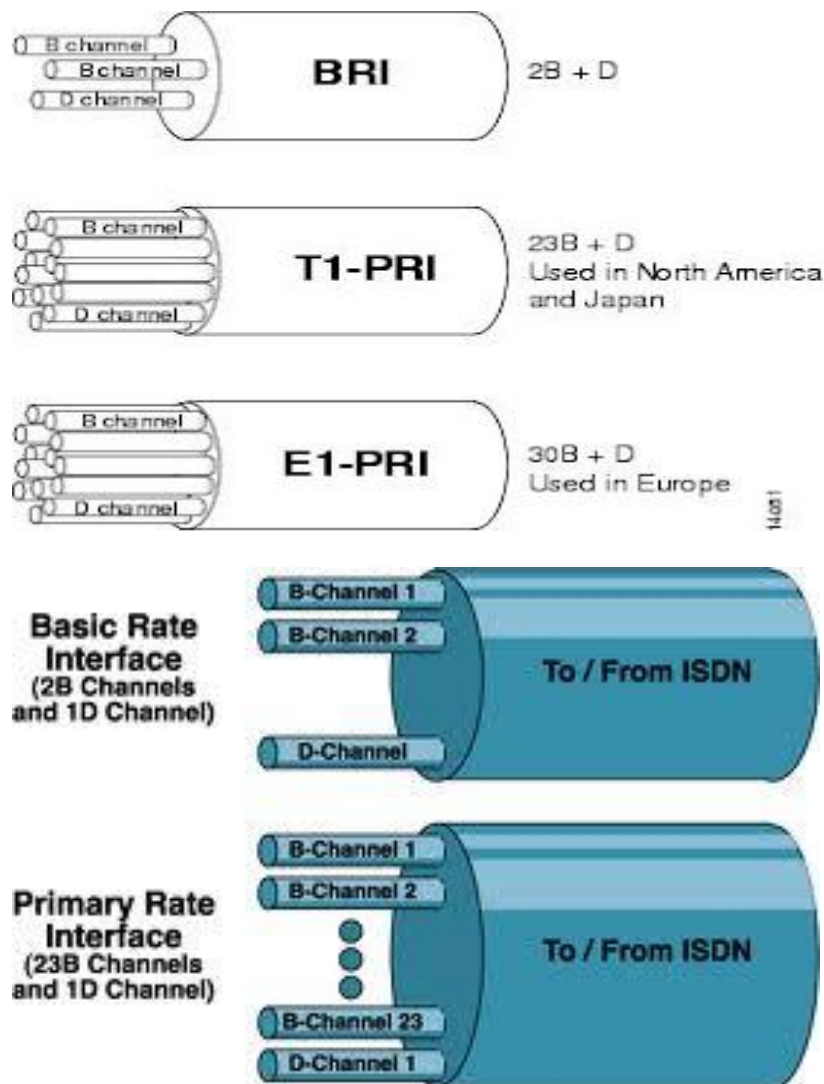 B channel
B channel
D channel
BRI
2B + D
B channel
D channel
T1-PRI
23B + D
Used in North America
and Japan
B channel
D channel
E1-PRI
30B + D
Used in Europe
Basic Rate
Interface
(2B Channels
and 1D Channel)
B-Channel 1
B-Channel 2
D-Channel
To / From ISDN
Primary Rate
Interface
(23B Channels
and 1D Channel)
B-Channel 1
B-Channel 2
B-Channel 23
D-Channel 1
To / From ISDN